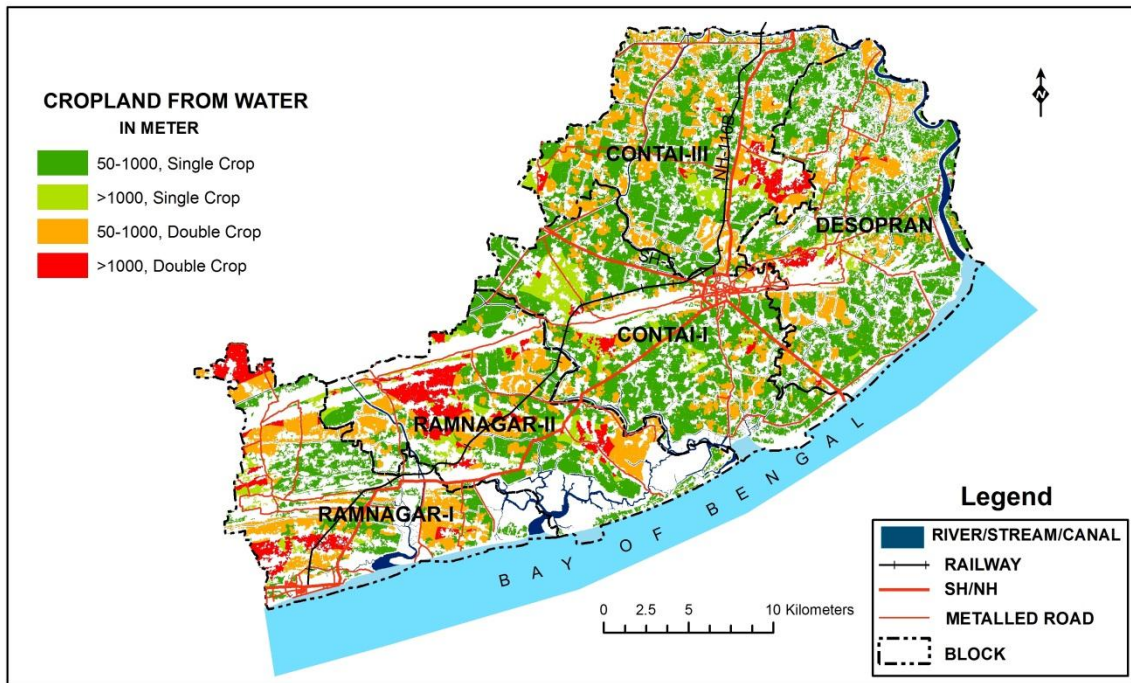 CROPLAND FROM WATER
IN METER
50-1000, Single Crop
>1000, Single Crop
50-1000, Double Crop
>1000, Double Crop
N
CONTAI-III
NH-116B
DESOPRAN
SH-5
CONTAI-I
RAMNAGAR-II
RAMNAGAR-I
BAY OF BENGAL
0 2.5 5 10 Kilometers
Legend
RIVER/STREAM/CANAL
RAILWAY
SH/NH
METALLED ROAD
BLOCK